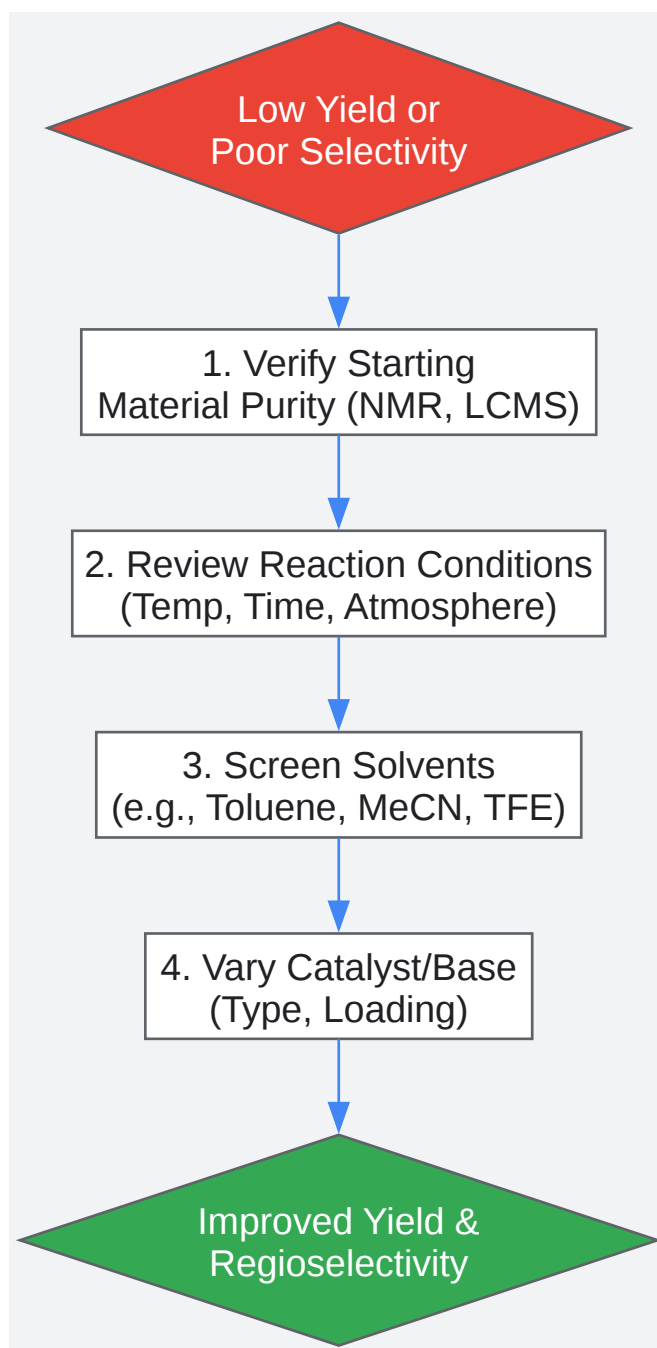 Low Yield or
Poor Selectivity
1. Verify Starting
Material Purity (NMR, LCMS)
2. Review Reaction Conditions
(Temp, Time, Atmosphere)
3. Screen Solvents
(e.g., Toluene, MeCN, TFE)
4. Vary Catalyst/Base
(Type, Loading)
Improved Yield &
Regioselectivity